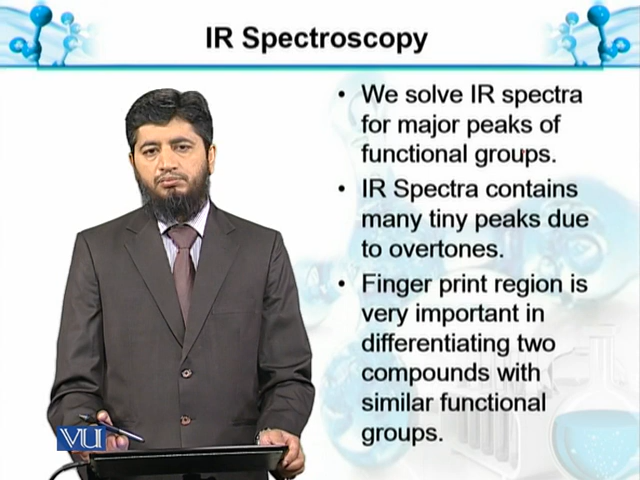 IR Spectroscopy
• We solve IR spectra
for major peaks of
functional groups.
• IR Spectra contains
many tiny peaks due
to overtones.
• Finger print region is
very important in
differentiating two
compounds with
similar functional
groups.
VU